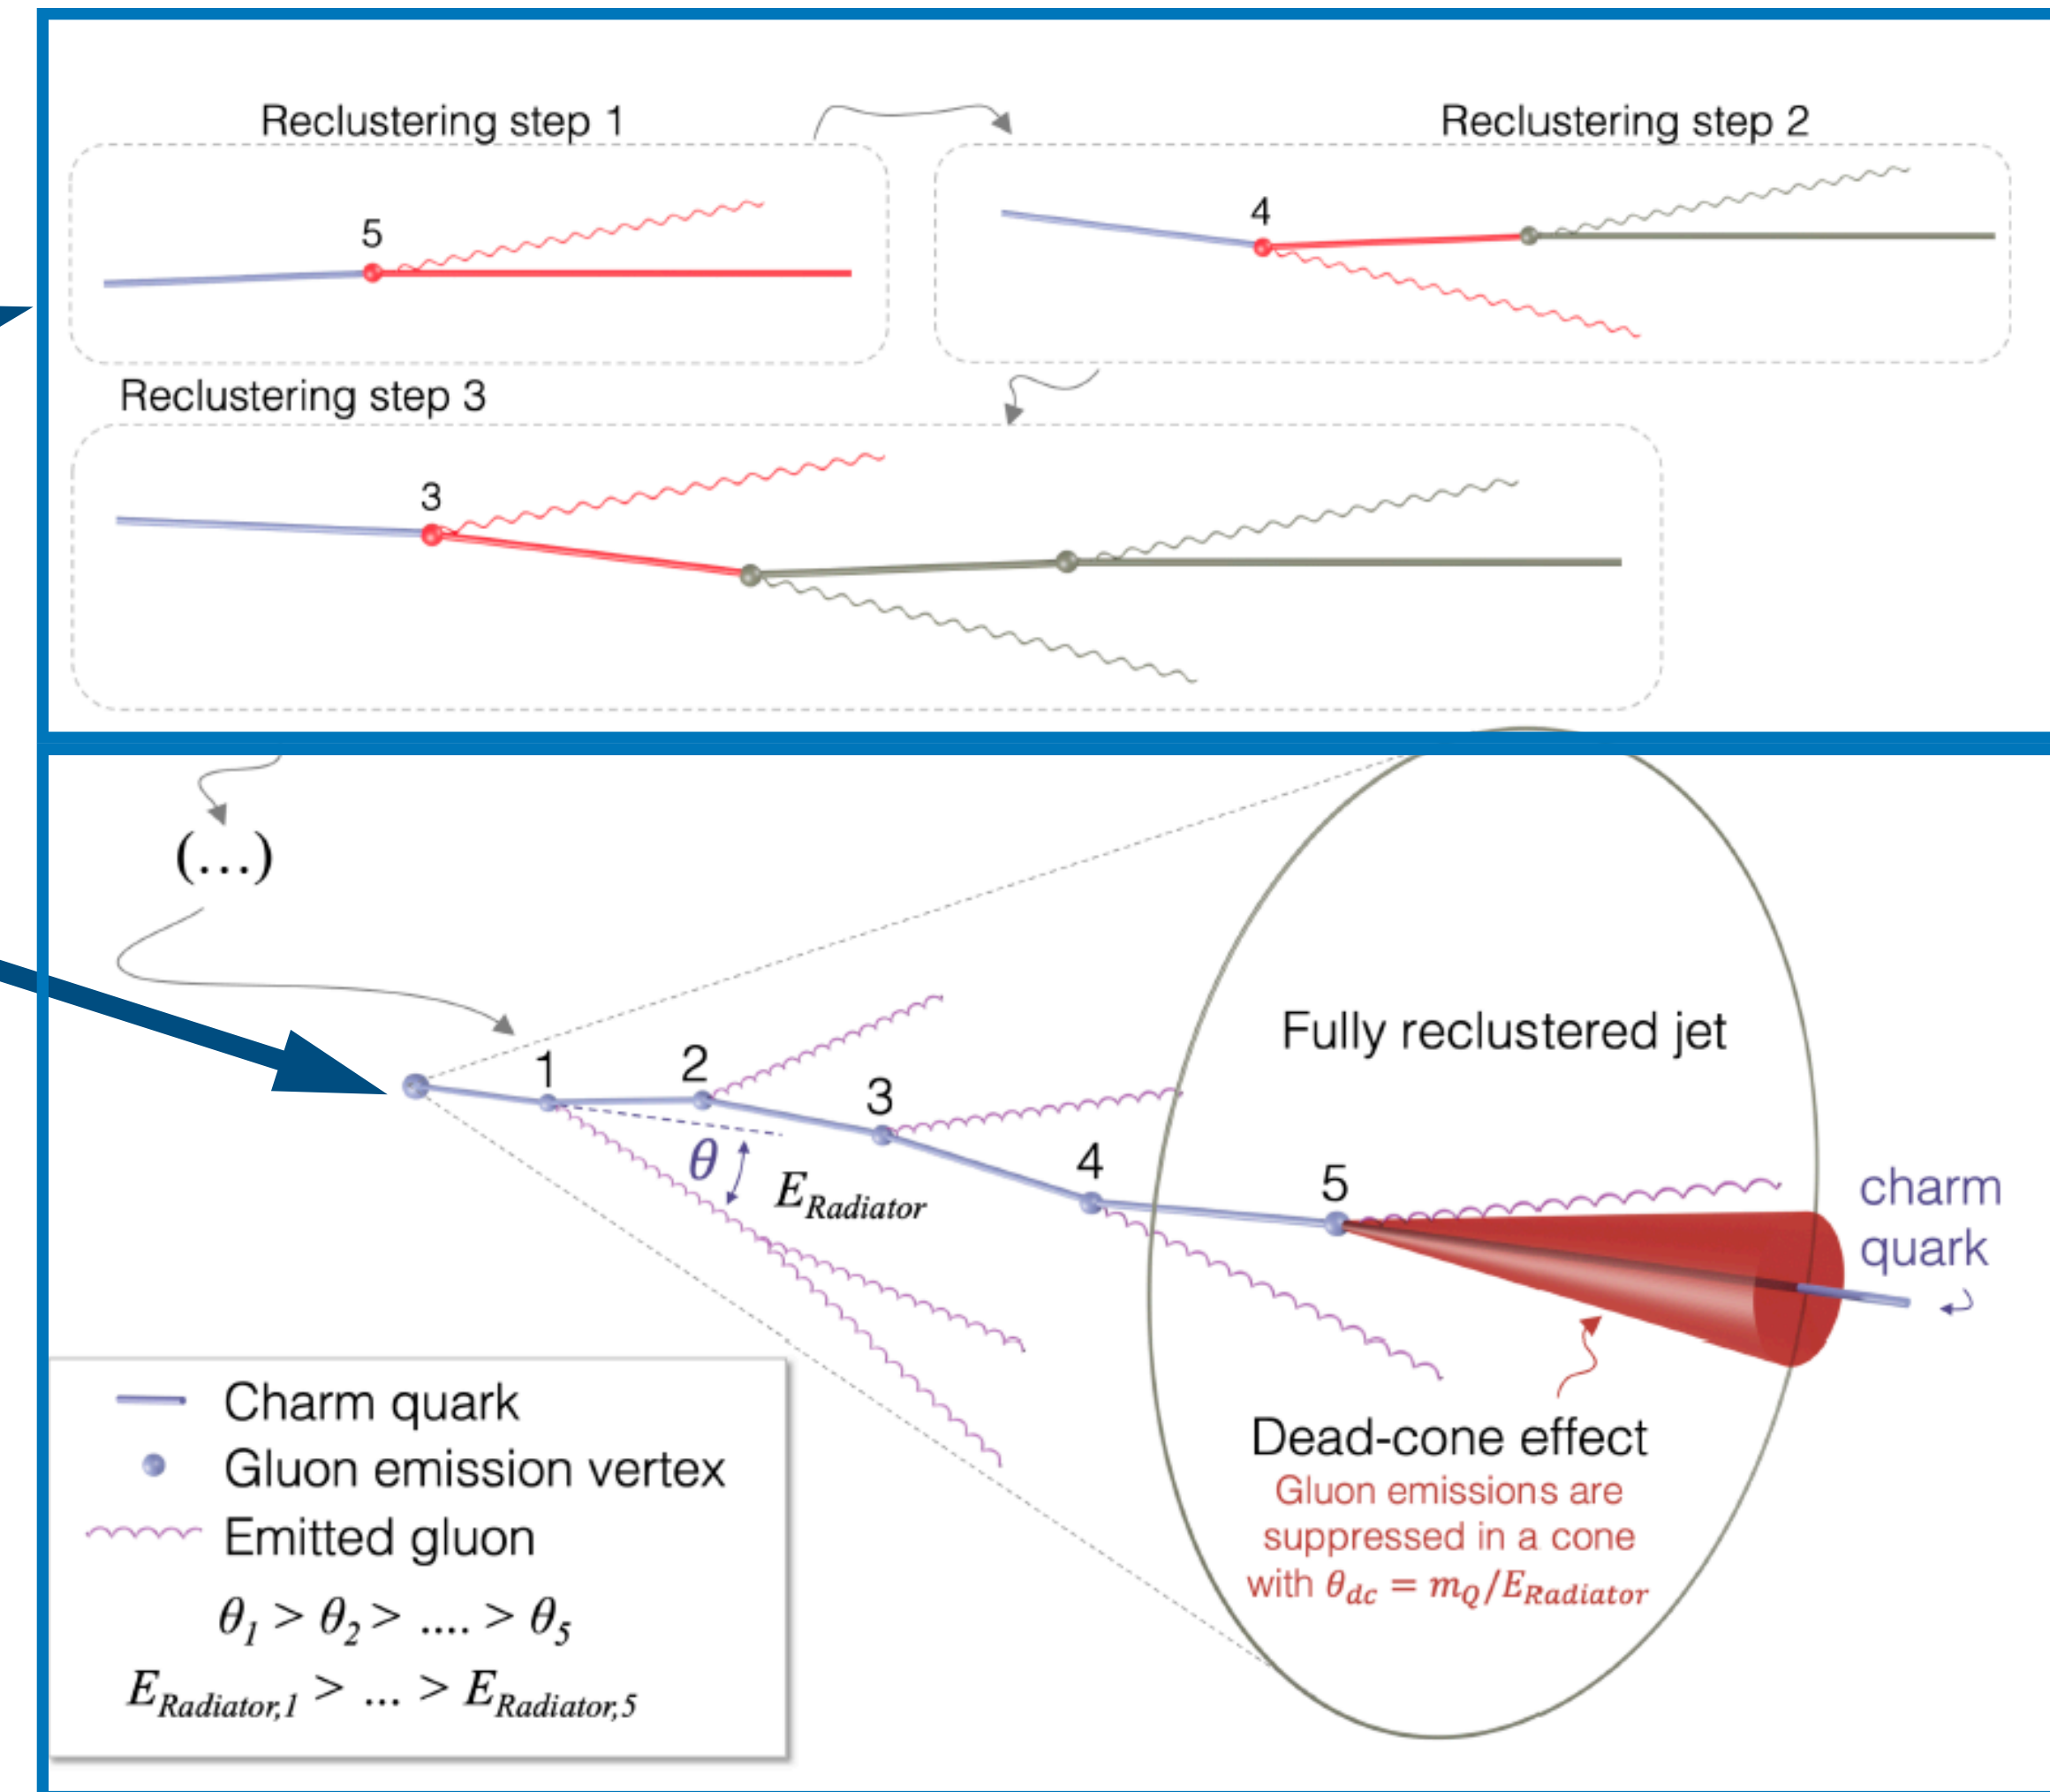 Reclustering step 1
Reclustering step 2
5
4
Reclustering step 3
3
(...)
1
2
3
4
5
θ
E_Radiator
Fully reclustered jet
charm
quark
Dead-cone effect
Gluon emissions are
suppressed in a cone
with θ_dc = m_Q/E_Radiator
Charm quark
Gluon emission vertex
Emitted gluon
θ_1 > θ_2 > .... > θ_5
E_Radiator,1 > ... > E_Radiator,5